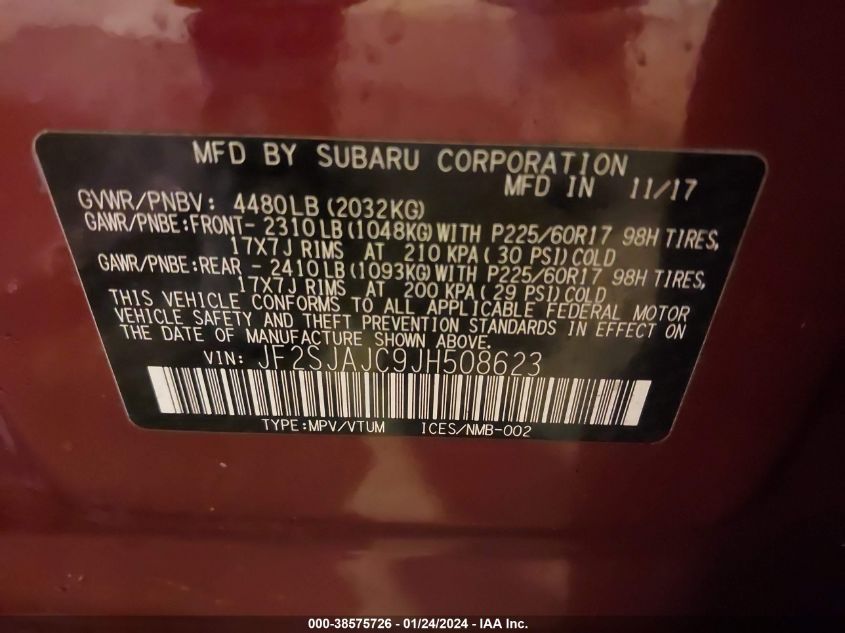 MFD BY SUBARU CORPORATION
MFD IN 11/17
GVWR/PNBV: 4480LB(2032KG)
GAWR/PNBE:FRONT- 2310LB(1048KG)WITH P225/60R17 98H TIRES,
17X7J RIMS AT 210 KPA( 30 PSI)COLD
GAWR/PNBE:REAR - 2410LB(1093KG)WITH P225/60R17 98H TIRES,
17X7J RIMS AT 200 KPA( 29 PSI)COLD
THIS VEHICLE CONFORMS TO ALL APPLICABLE FEDERAL MOTOR
VEHICLE SAFETY AND THEFT PREVENTION STANDARDS IN EFFECT ON
THE DATE OF MANUFACTURE SHOWN ABOVE.
VIN: JF2SJAJC9JH508623
TYPE:MPV/VTUM ICES/NMB-002
000-38575726 - 01/24/2024 - IAA Inc.